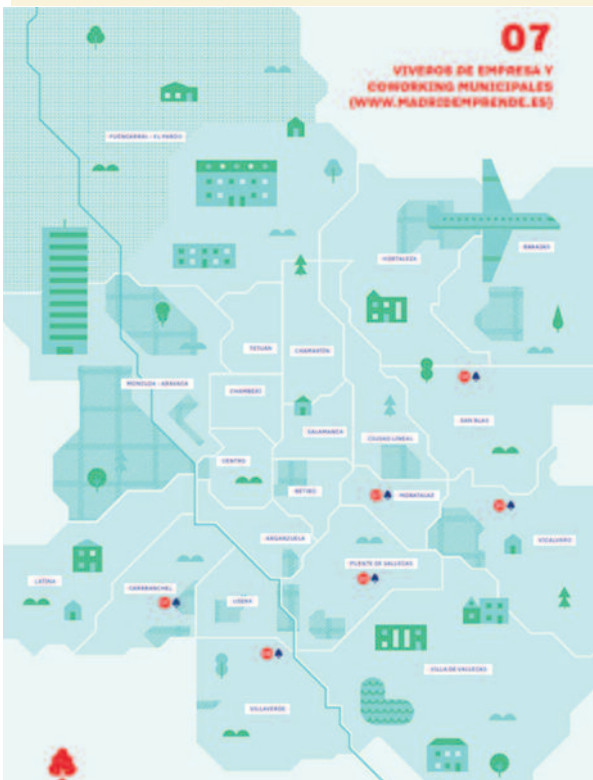 07
VIVEROS DE EMPRESA Y
COWORKING MUNICIPALES
(WWW.MADRIDEMPRENDE.ES)
FUENCARRAL - EL PARDO
BARAJAS
HORTALEZA
TETUÁN
CHAMARTÍN
MONCLOA - ARAVACA
CHAMBERÍ
SAN BLAS
SALAMANCA
CIUDAD LINEAL
CENTRO
RETIRO
MORATALAZ
ARGANZUELA
VICÁLVARO
PUENTE DE VALLECAS
LATINA
CARABANCHEL
USERA
VILLA DE VALLECAS
VILLAVERDE